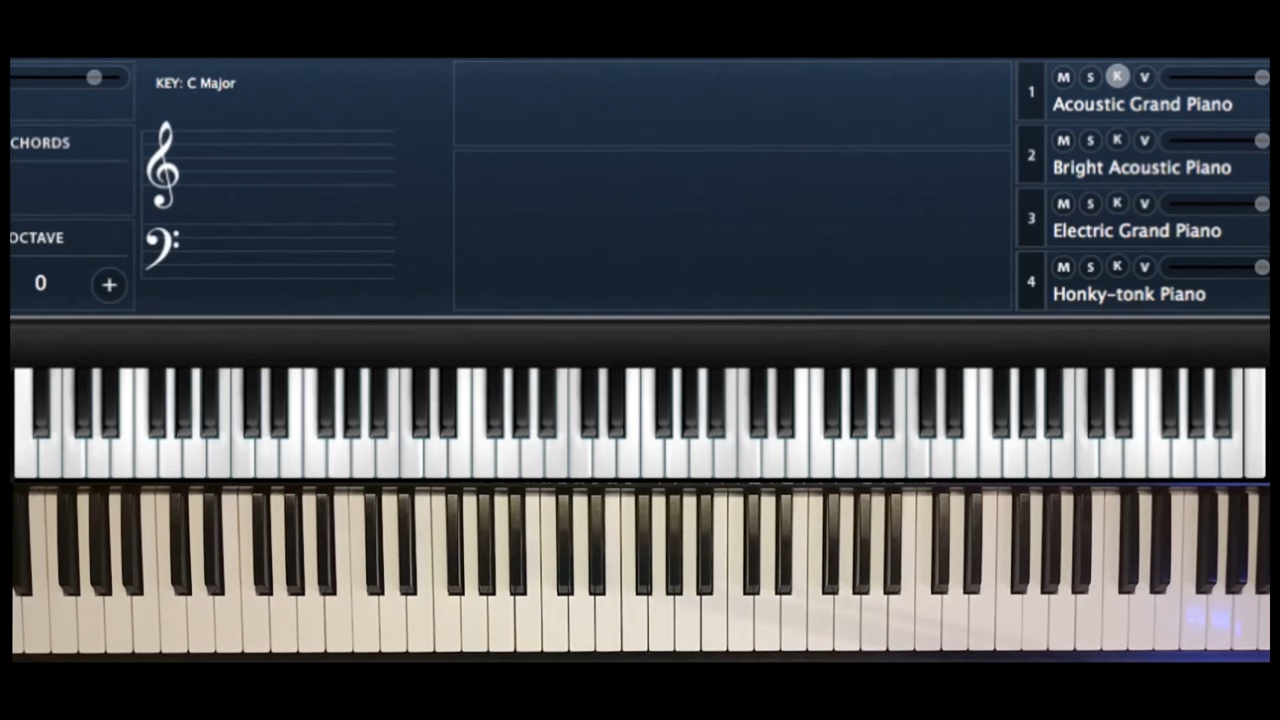 KEY: C Major
CHORDS
OCTAVE
0 +
1 M S K V
Acoustic Grand Piano
2 M S K V
Bright Acoustic Piano
3 M S K V
Electric Grand Piano
4 M S K V
Honky-tonk Piano